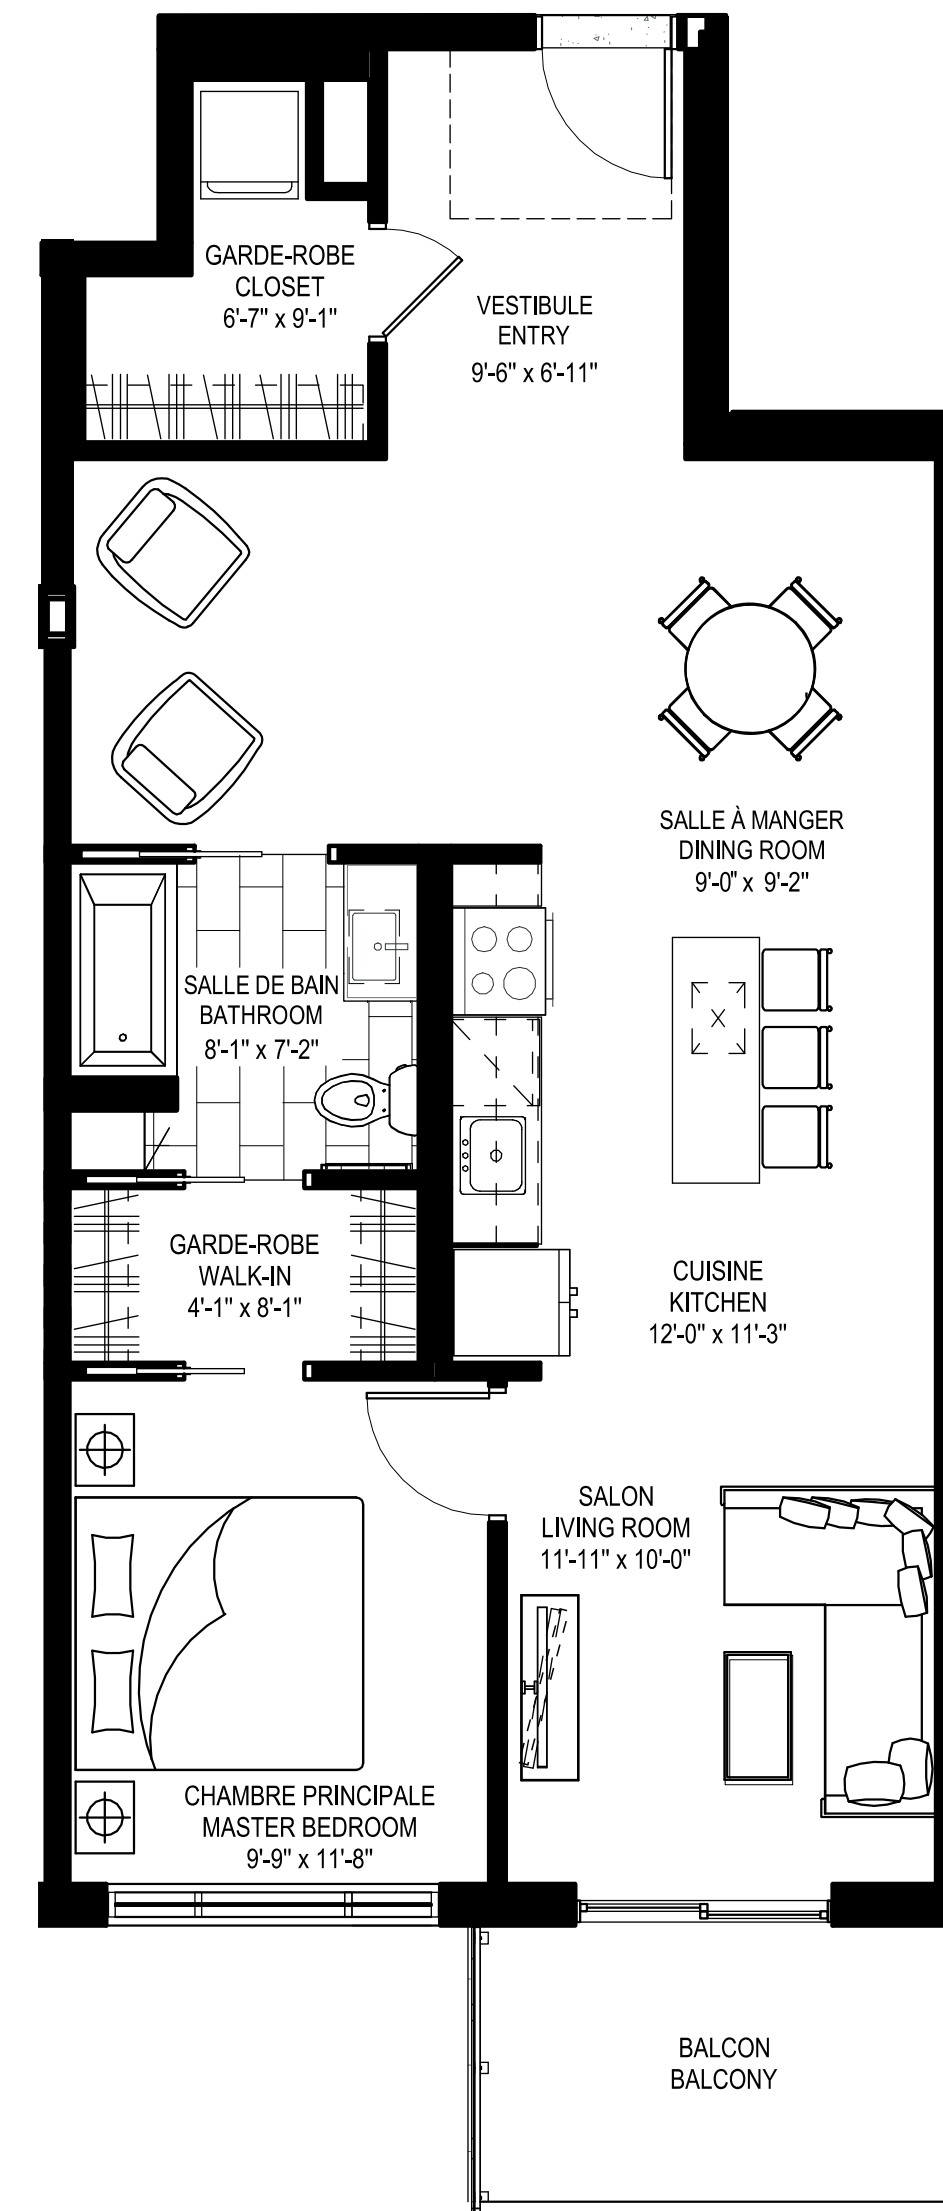 GARDE-ROBE
CLOSET
6'-7" x 9'-1"
VESTIBULE
ENTRY
9'-6" x 6'-11"
SALLE À MANGER
DINING ROOM
9'-0" x 9'-2"
SALLE DE BAIN
BATHROOM
8'-1" x 7'-2"
GARDE-ROBE
WALK-IN
4'-1" x 8'-1"
CUISINE
KITCHEN
12'-0" x 11'-3"
SALON
LIVING ROOM
11'-11" x 10'-0"
CHAMBRE PRINCIPALE
MASTER BEDROOM
9'-9" x 11'-8"
BALCON
BALCONY